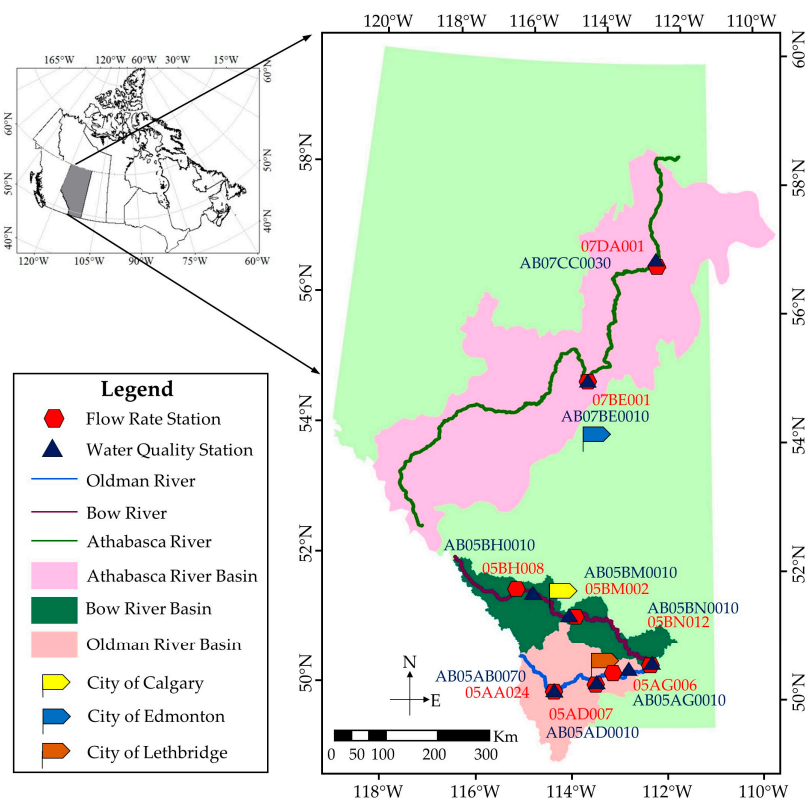 120°W 118°W 116°W 114°W 112°W 110°W
165°W 120°W 60°W 30°W 15°W
60°N
50°N
40°N
60°N
50°N
40°N
120°W 105°W 90°W 75°W 60°W
58°N
56°N
54°N
52°N
50°N
60°N
58°N
56°N
54°N
52°N
50°N
07DA001
AB07CC0030
07BE001
AB07BE0010
AB05BH0010
05BH008
AB05BM0010
05BM002
AB05BN0010
05BN012
AB05AB0070
05AA024
05AG006
AB05AG0010
05AD007
AB05AD0010
N
E
Km
0 50 100 200 300
118°W 116°W 114°W 112°W 110°W
Legend
Flow Rate Station
Water Quality Station
Oldman River
Bow River
Athabasca River
Athabasca River Basin
Bow River Basin
Oldman River Basin
City of Calgary
City of Edmonton
City of Lethbridge